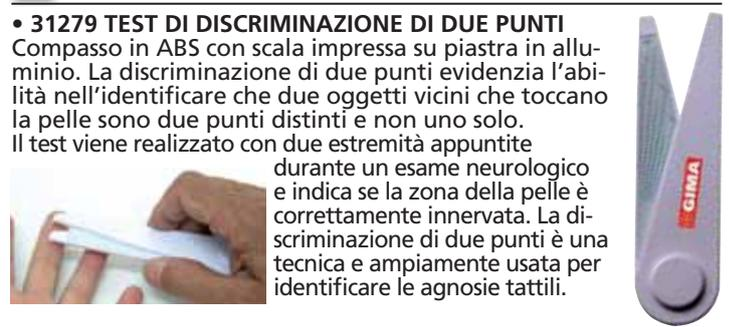 • 31279 TEST DI DISCRIMINAZIONE DI DUE PUNTI
Compasso in ABS con scala impressa su piastra in allu-
minio. La discriminazione di due punti evidenzia l'abi-
lità nell'identificare che due oggetti vicini che toccano
la pelle sono due punti distinti e non uno solo.
Il test viene realizzato con due estremità appuntite
durante un esame neurologico
e indica se la zona della pelle è
correttamente innervata. La di-
scriminazione di due punti è una
tecnica e ampiamente usata per
identificare le agnosie tattili.
GIMA